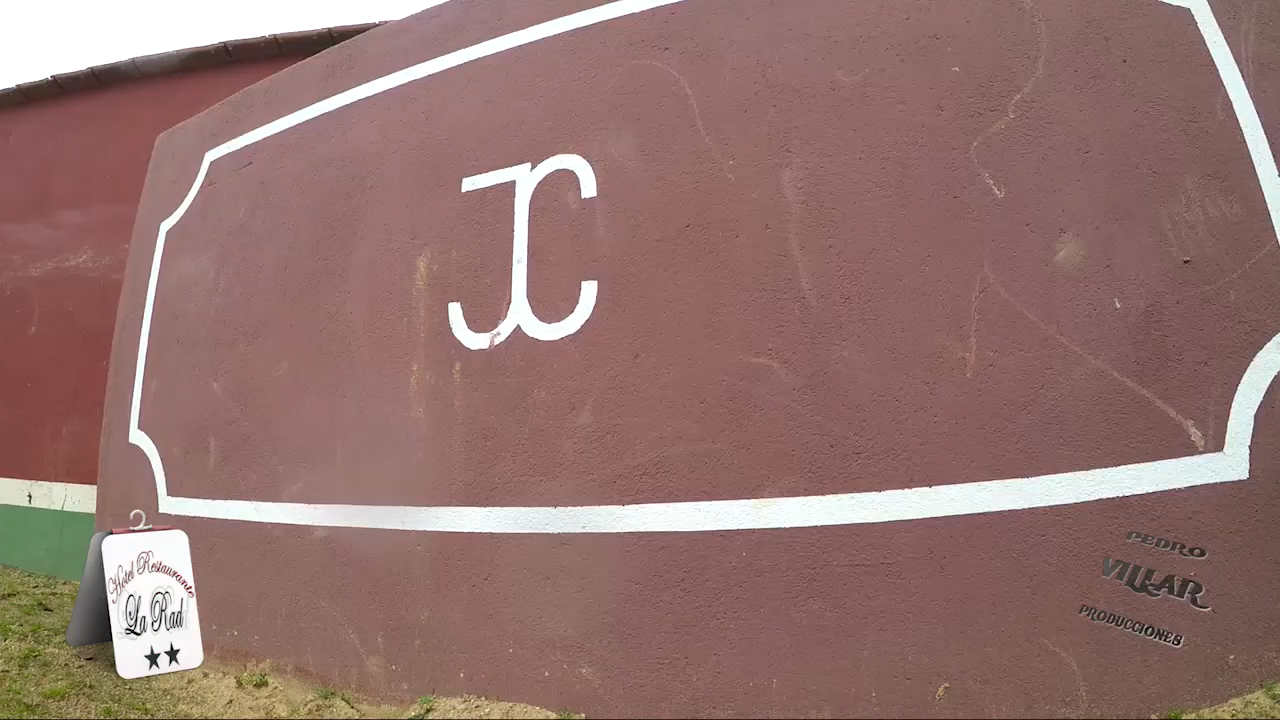 JC
Hotel Restaurante
La Rad
PEDRO
VILLAR
PRODUCCIONES